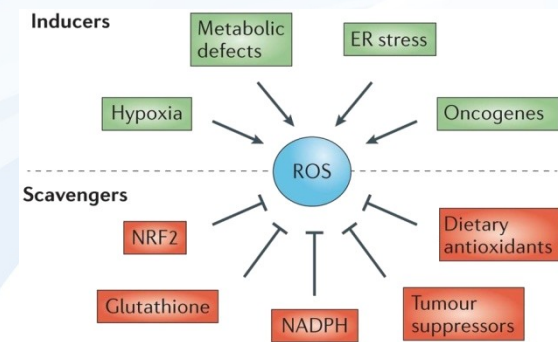 Inducers
Metabolic
defects
ER stress
Hypoxia
Oncogenes
ROS
Scavengers
NRF2
Dietary
antioxidants
Glutathione
NADPH
Tumour
suppressors